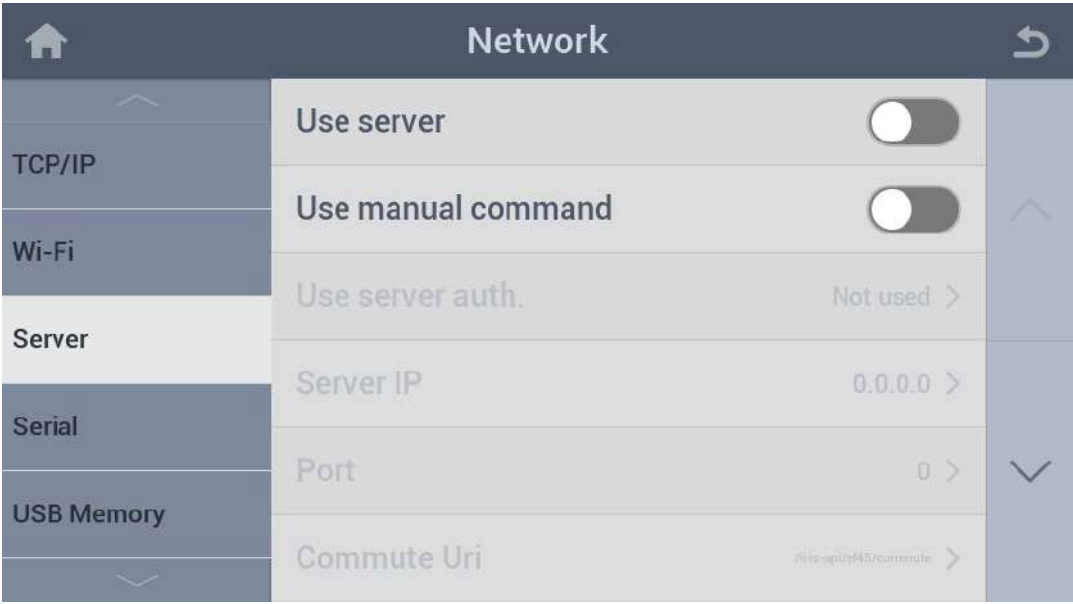 Network
TCP/IP
Wi-Fi
Server
Serial
USB Memory
Use server
Use manual command
Use server auth. Not used
Server IP 0.0.0.0
Port 0
Commute Uri